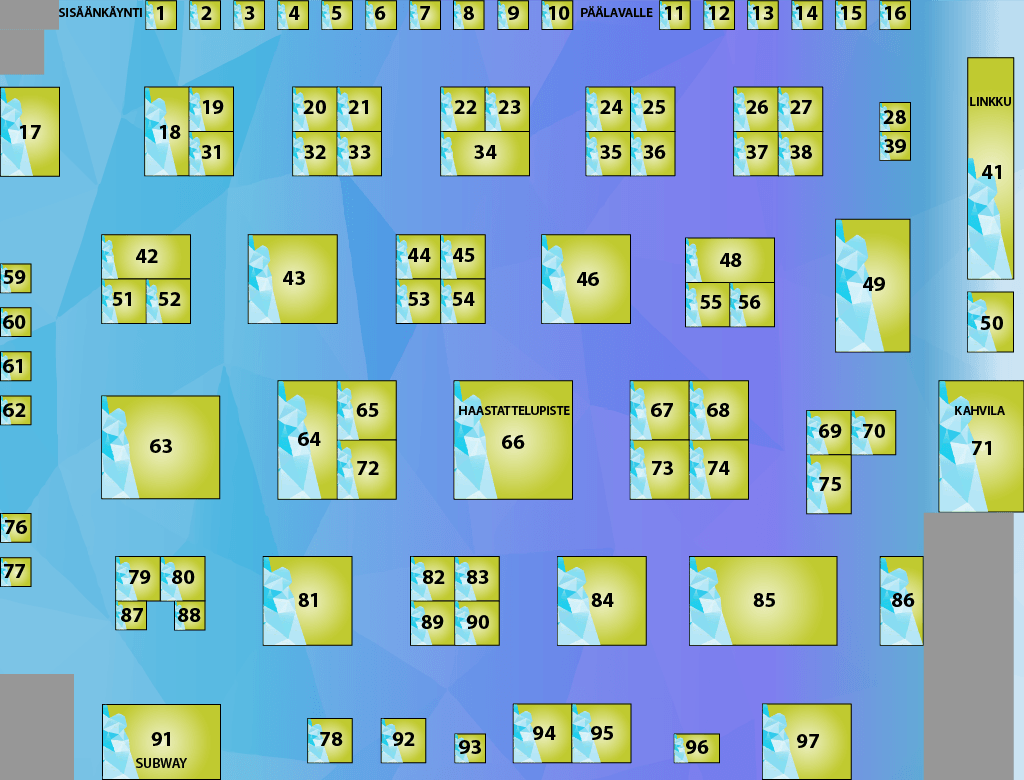 SISÄÄNKÄYNTI 1 2 3 4 5 6 7 8 9 10 PÄÄLAVALLE 11 12 13 14 15 16
LINKKU
17 18 19 20 21 22 23 24 25 26 27 28
31 32 33 34 35 36 37 38 39
41
42 43 44 45 46 48 49
59 51 52 53 54 55 56 50
60
61
62 63 64 65 HAASTATTELUPISTE 67 68 69 70 KAHVILA
66 71
72 73 74 75
76
77 79 80 81 82 83 84 85 86
87 88 89 90
91 78 92 93 94 95 96 97
SUBWAY